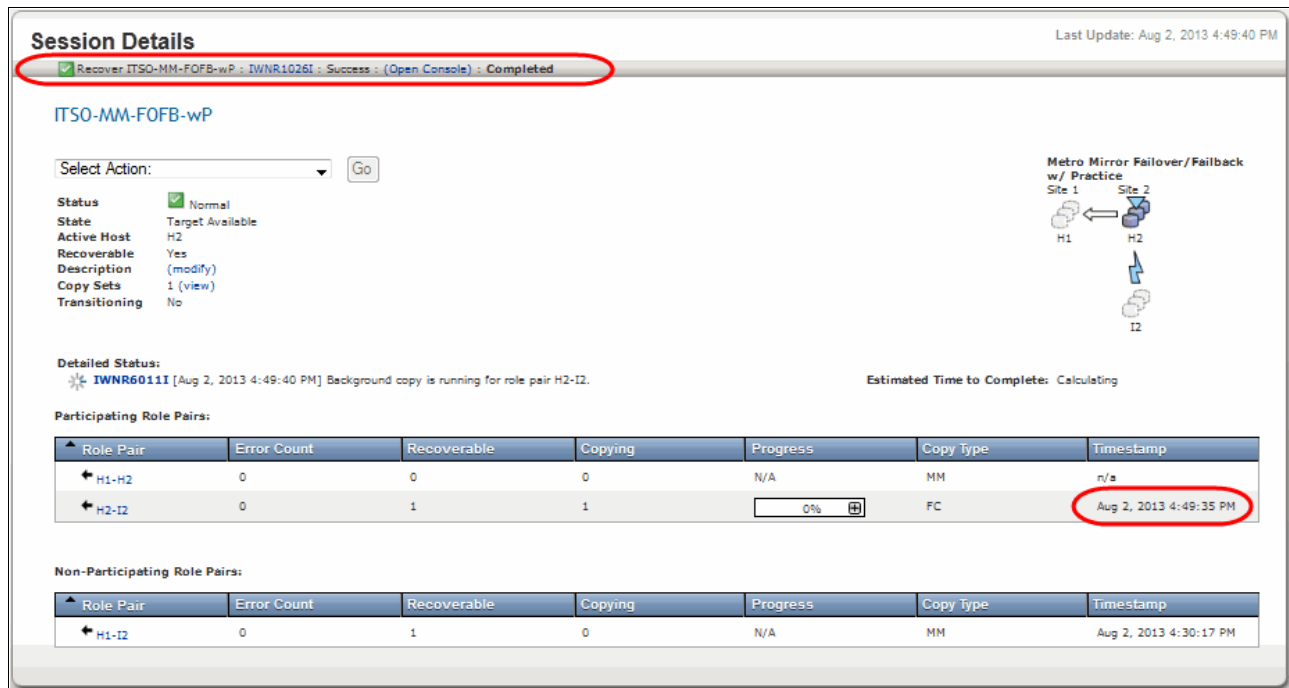 Session Details
Last Update: Aug 2, 2013 4:49:40 PM
Recover ITSO-MM-FOFB-wP : IWNR1026I : Success : (Open Console) : Completed
ITSO-MM-FOFB-wP
Select Action: Go
Status Normal
State Target Available
Active Host H2
Recoverable Yes
Description (modify)
Copy Sets 1 (view)
Transitioning No
Metro Mirror Failover/Failback
w/ Practice
Site 1 Site 2
H1 H2
I2
Detailed Status:
IWNR6011I [Aug 2, 2013 4:49:40 PM] Background copy is running for role pair H2-I2.
Estimated Time to Complete: Calculating
Participating Role Pairs:
Role Pair Error Count Recoverable Copying Progress Copy Type Timestamp
H1-H2 0 0 0 N/A MM n/a
H2-I2 0 1 1 0% FC Aug 2, 2013 4:49:35 PM
Non-Participating Role Pairs:
Role Pair Error Count Recoverable Copying Progress Copy Type Timestamp
H1-I2 0 1 0 N/A MM Aug 2, 2013 4:30:17 PM